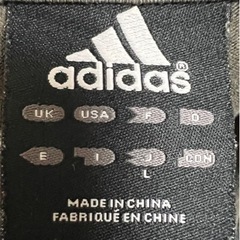 adidas
UK USA F D
E I J CDN
L
MADE IN CHINA
FABRIQUÉ EN CHINE